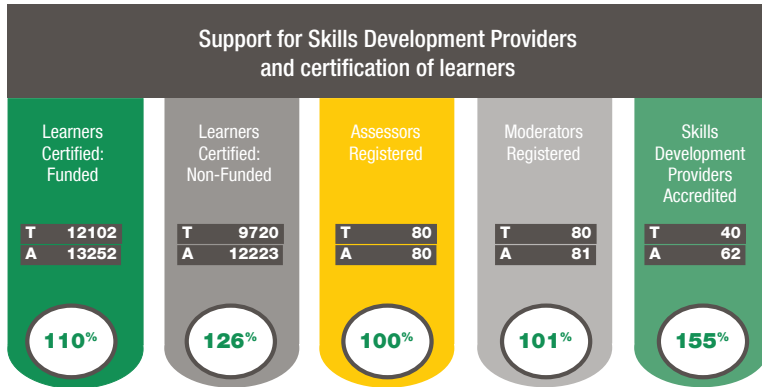 Support for Skills Development Providers
and certification of learners
Learners
Certified:
Funded
T 12102
A 13252
110%
Learners
Certified:
Non-Funded
T 9720
A 12223
126%
Assessors
Registered
T 80
A 80
100%
Moderators
Registered
T 80
A 81
101%
Skills
Development
Providers
Accredited
T 40
A 62
155%